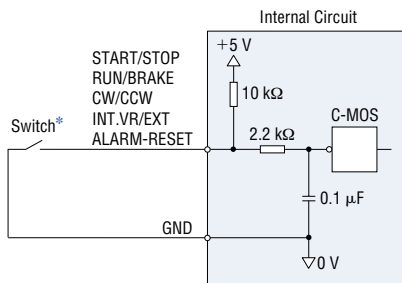 Internal Circuit
+5 V
START/STOP
RUN/BRAKE
CW/CCW
INT.VR/EXT
ALARM-RESET
10 kΩ
C-MOS
Switch*
2.2 kΩ
0.1 μF
GND
0 V